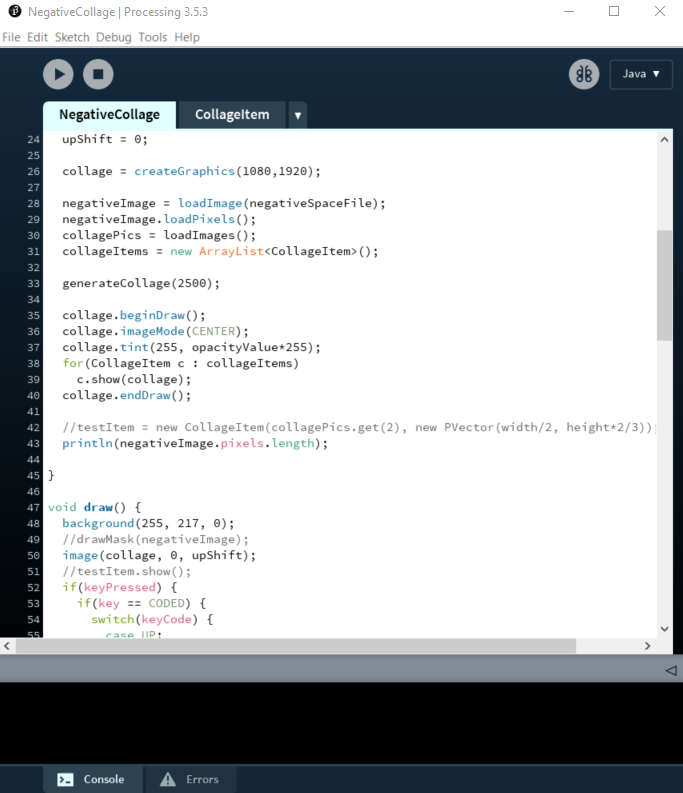 NegativeCollage | Processing 3.5.3
File Edit Sketch Debug Tools Help
Java ▼
NegativeCollage CollageItem ▼
24 upShift = 0;
25
26 collage = createGraphics(1080,1920);
27
28 negativeImage = loadImage(negativeSpaceFile);
29 negativeImage.loadPixels();
30 collagePics = loadImages();
31 collageItems = new ArrayList<CollageItem>();
32
33 generateCollage(2500);
34
35 collage.beginDraw();
36 collage.imageMode(CENTER);
37 collage.tint(255, opacityValue*255);
38 for(CollageItem c : collageItems)
39 c.show(collage);
40 collage.endDraw();
41
42 //testItem = new CollageItem(collagePics.get(2), new PVector(width/2, height*2/3));
43 println(negativeImage.pixels.length);
44
45 }
46
47 void draw() {
48 background(255, 217, 0);
49 //drawMask(negativeImage);
50 image(collage, 0, upShift);
51 //testItem.show();
52 if(keyPressed) {
53 if(key == CODED) {
54 switch(keyCode) {
55 case UP:
Console Errors